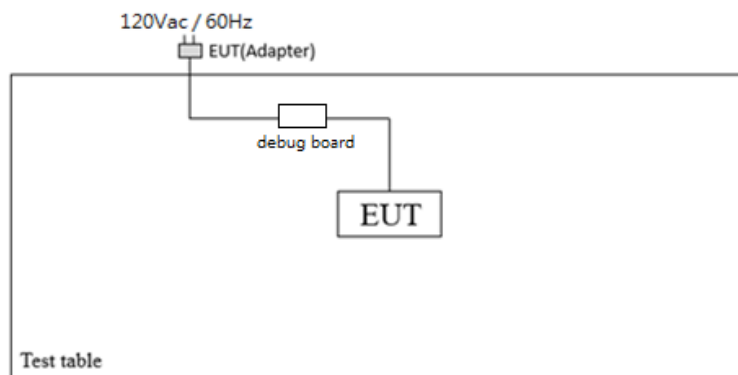 120Vac / 60Hz
EUT(Adapter)
debug board
EUT
Test table